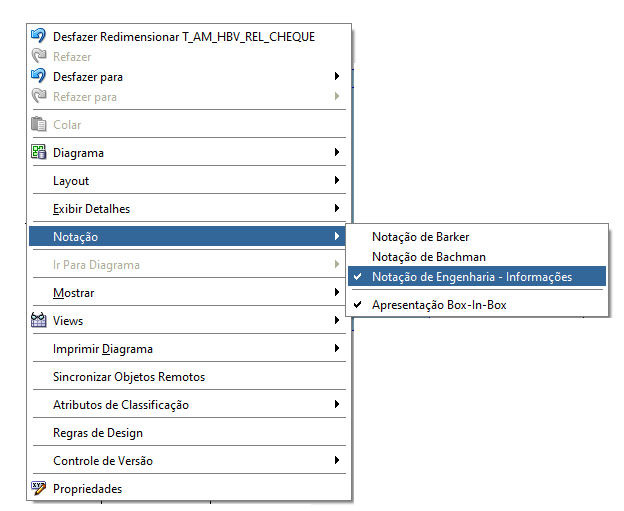 Desfazer Redimensionar T_AM_HBV_REL_CHEQUE
Refazer
Desfazer para
Refazer para
Colar
Diagrama
Layout
Exibir Detalhes
Notação
Notação de Barker
Notação de Bachman
Notação de Engenharia - Informações
Apresentação Box-In-Box
Ir Para Diagrama
Mostrar
Views
Imprimir Diagrama
Sincronizar Objetos Remotos
Atributos de Classificação
Regras de Design
Controle de Versão
Propriedades